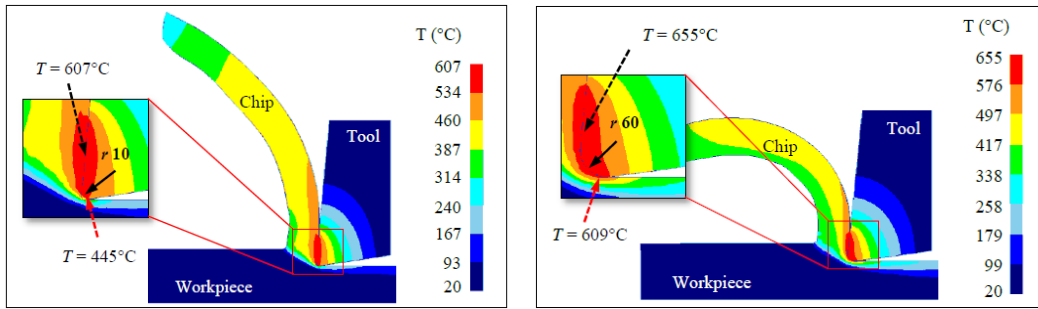 T (°C)
T = 607°C
Chip
r 10
Tool
T = 445°C
Workpiece
607
534
460
387
314
240
167
93
20
T (°C)
T = 655°C
r 60
Chip
Tool
T = 609°C
Workpiece
655
576
497
417
338
258
179
99
20